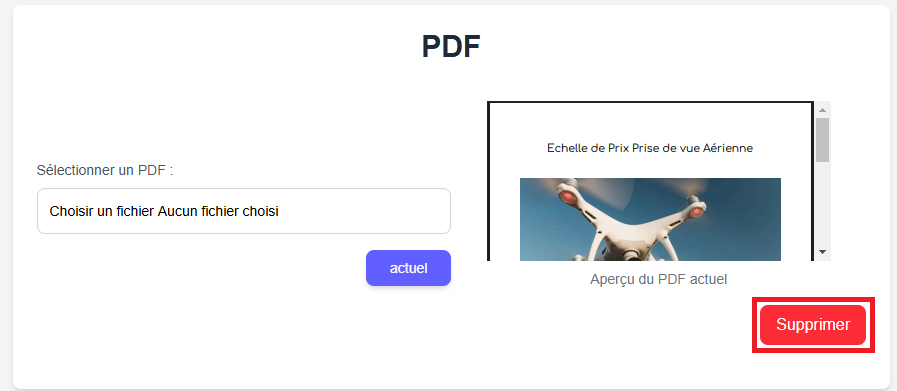 PDF
Sélectionner un PDF :
Choisir un fichier Aucun fichier choisi
actuel
Echelle de Prix Prise de vue Aérienne
Aperçu du PDF actuel
Supprimer